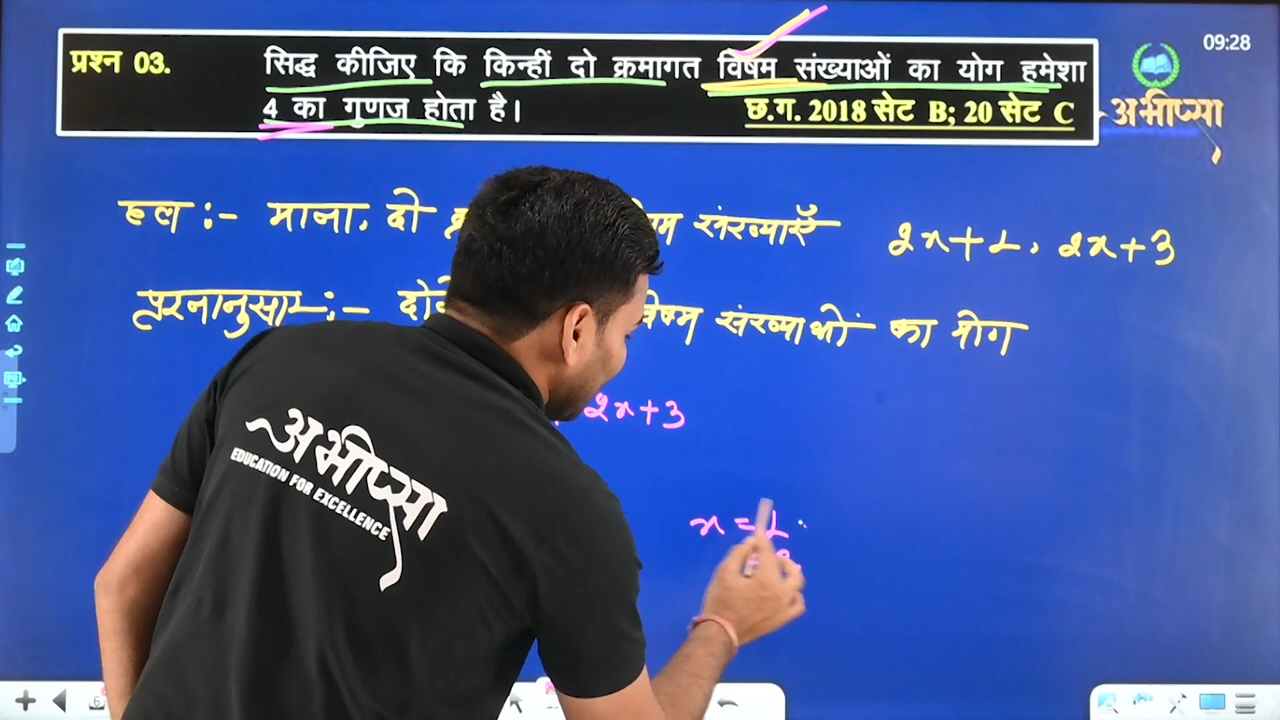 09:28
प्रश्न 03. सिद्ध कीजिए कि किन्हीं दो क्रमागत विषम संख्याओं का योग हमेशा
4 का गुणज होता है। छ.ग. 2018 सेट B; 20 सेट C
अभीप्सा
हल :- माना, दो संख्याएँ 2x+1, 2x+3
प्रश्नानुसार :- विषम संख्याओं का योग
2x+3
x = 1
अभीप्सा
EDUCATION FOR EXCELLENCE